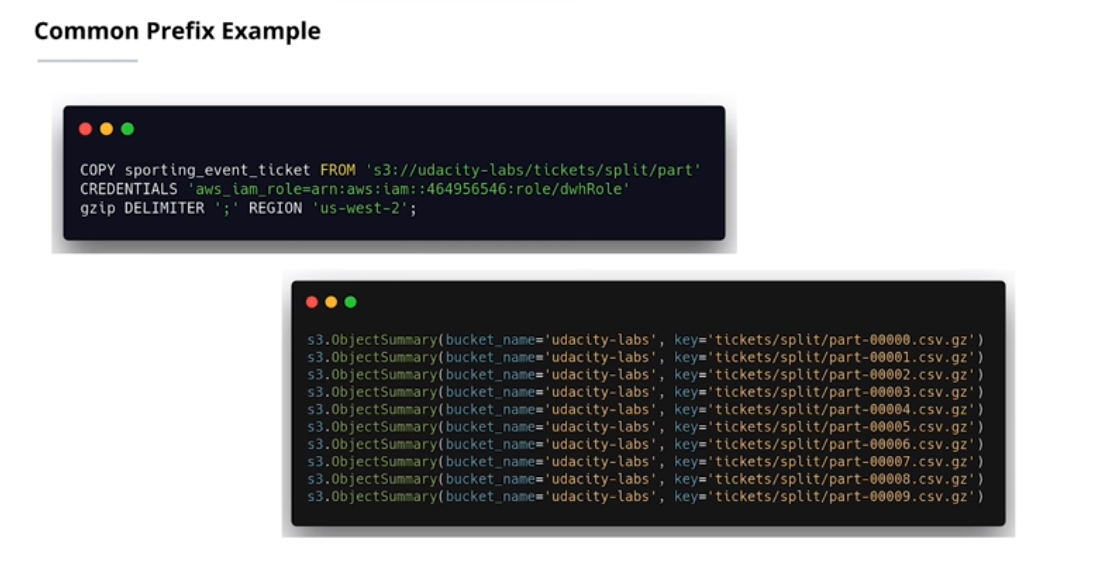 Common Prefix Example
COPY sporting_event_ticket FROM 's3://udacity-labs/tickets/split/part'
CREDENTIALS 'aws_iam_role=arn:aws:iam::464956546:role/dwhRole'
gzip DELIMITER ';' REGION 'us-west-2';
s3.ObjectSummary(bucket_name='udacity-labs', key='tickets/split/part-00000.csv.gz')
s3.ObjectSummary(bucket_name='udacity-labs', key='tickets/split/part-00001.csv.gz')
s3.ObjectSummary(bucket_name='udacity-labs', key='tickets/split/part-00002.csv.gz')
s3.ObjectSummary(bucket_name='udacity-labs', key='tickets/split/part-00003.csv.gz')
s3.ObjectSummary(bucket_name='udacity-labs', key='tickets/split/part-00004.csv.gz')
s3.ObjectSummary(bucket_name='udacity-labs', key='tickets/split/part-00005.csv.gz')
s3.ObjectSummary(bucket_name='udacity-labs', key='tickets/split/part-00006.csv.gz')
s3.ObjectSummary(bucket_name='udacity-labs', key='tickets/split/part-00007.csv.gz')
s3.ObjectSummary(bucket_name='udacity-labs', key='tickets/split/part-00008.csv.gz')
s3.ObjectSummary(bucket_name='udacity-labs', key='tickets/split/part-00009.csv.gz')